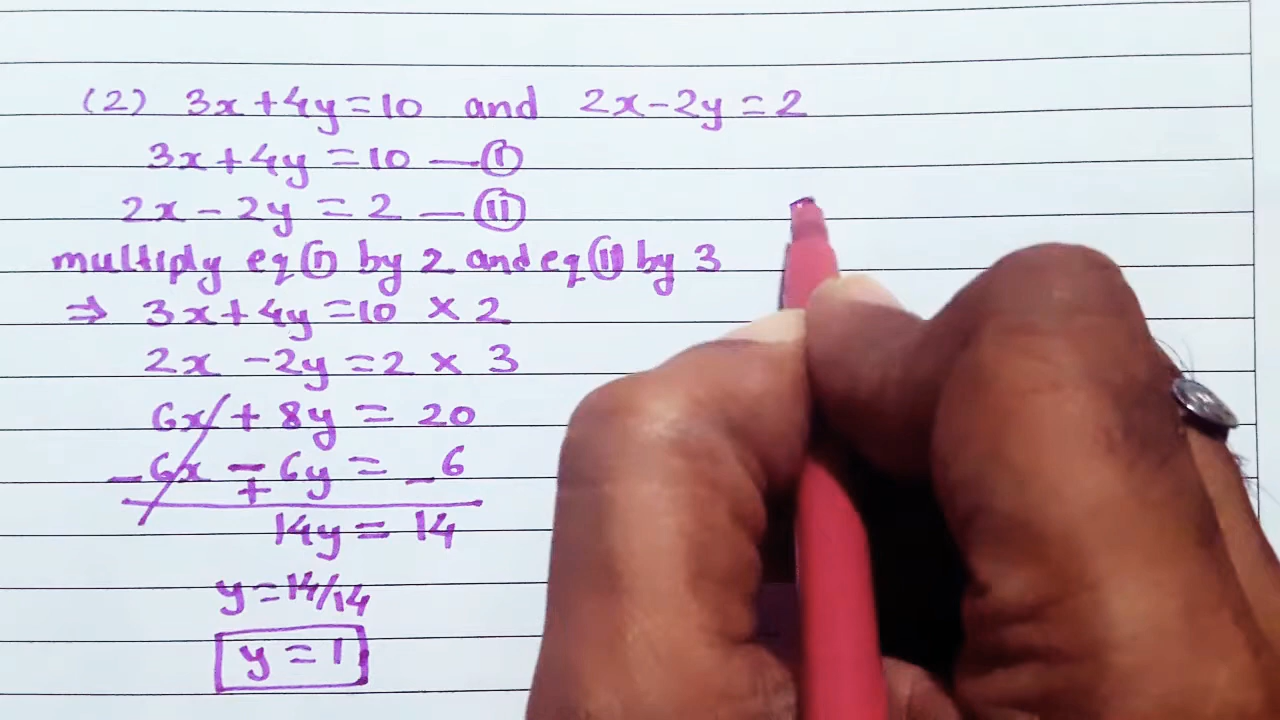 (2) 3x+4y=10 and 2x-2y=2
3x+4y=10 — (i)
2x-2y=2 — (ii)
multiply eq (i) by 2 and eq (ii) by 3
⇒ 3x+4y=10 × 2
2x -2y=2 × 3
6x + 8y = 20
-6x - 6y = _6
+
14y = 14
y=14/14
y=1